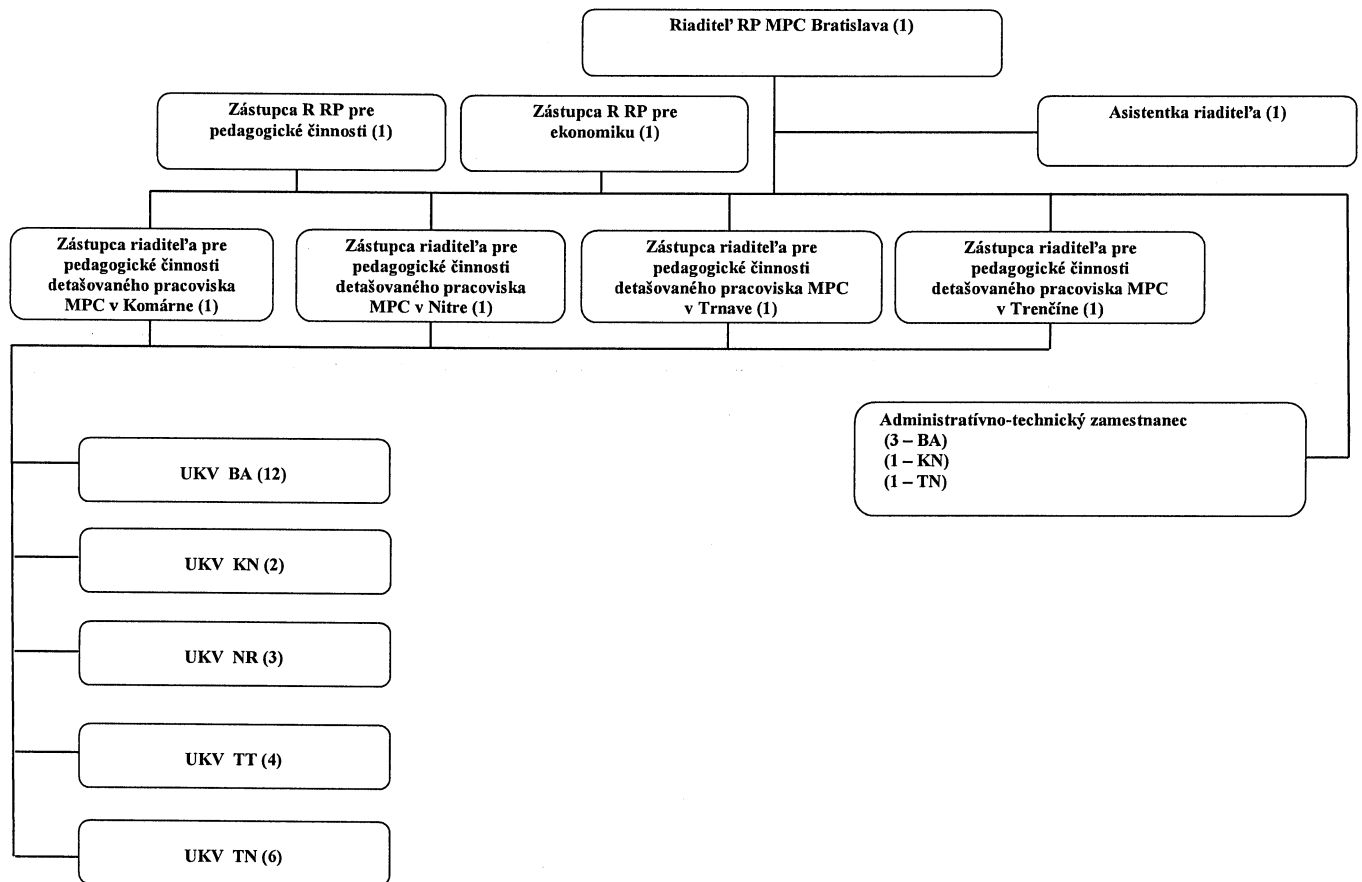 Riaditeľ RP MPC Bratislava (1)
Zástupca R RP pre
pedagogické činnosti (1)
Zástupca R RP pre
ekonomiku (1)
Asistentka riaditeľa (1)
Zástupca riaditeľa pre
pedagogické činnosti
detašovaného pracoviska
MPC v Komárne (1)
Zástupca riaditeľa pre
pedagogické činnosti
detašovaného pracoviska
MPC v Nitre (1)
Zástupca riaditeľa pre
pedagogické činnosti
detašovaného pracoviska MPC
v Trnave (1)
Zástupca riaditeľa pre
pedagogické činnosti
detašovaného pracoviska MPC
v Trenčíne (1)
Administratívno-technický zamestnanec
(3 – BA)
(1 – KN)
(1 – TN)
UKV BA (12)
UKV KN (2)
UKV NR (3)
UKV TT (4)
UKV TN (6)